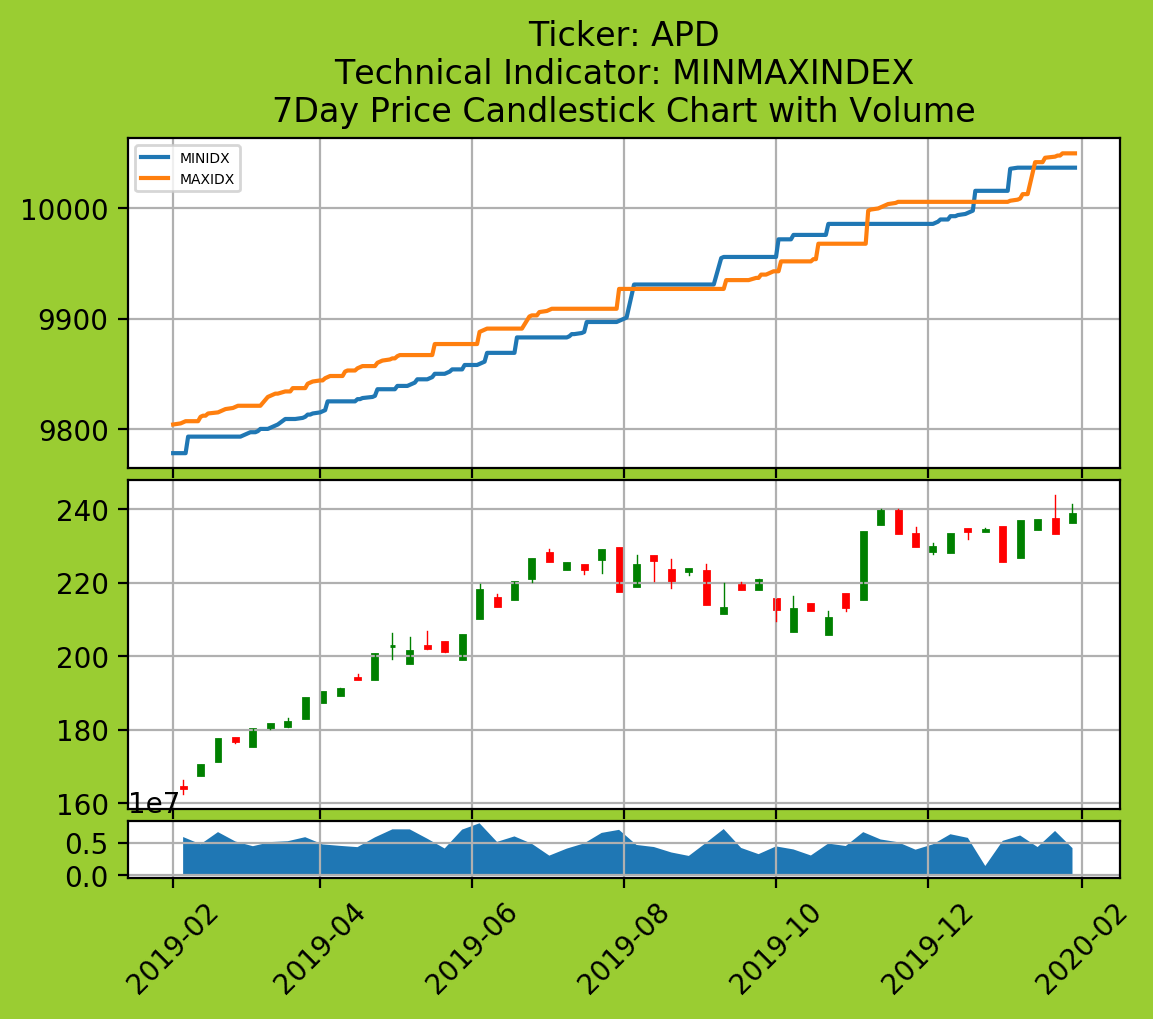 Ticker: APD
Technical Indicator: MINMAXINDEX
7Day Price Candlestick Chart with Volume
MINIDX
MAXIDX
10000
9900
9800
240
220
200
180
160
1e7
0.5
0.0
2019-02
2019-04
2019-06
2019-08
2019-10
2019-12
2020-02